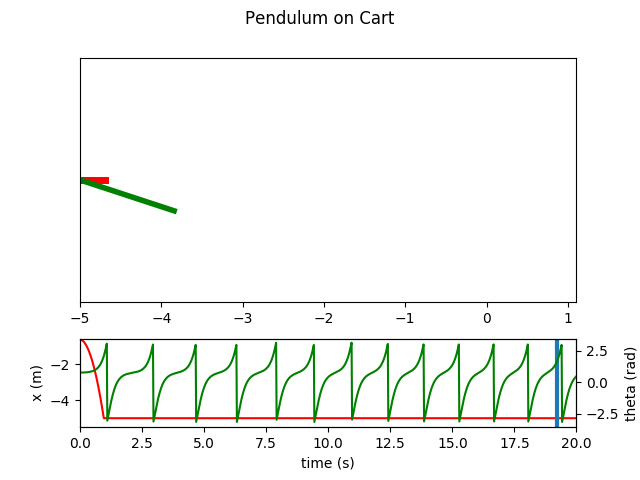 Pendulum on Cart
−5 −4 −3 −2 −1 0 1
x (m)
−2
−4
2.5
0.0
−2.5
theta (rad)
0.0 2.5 5.0 7.5 10.0 12.5 15.0 17.5 20.0
time (s)